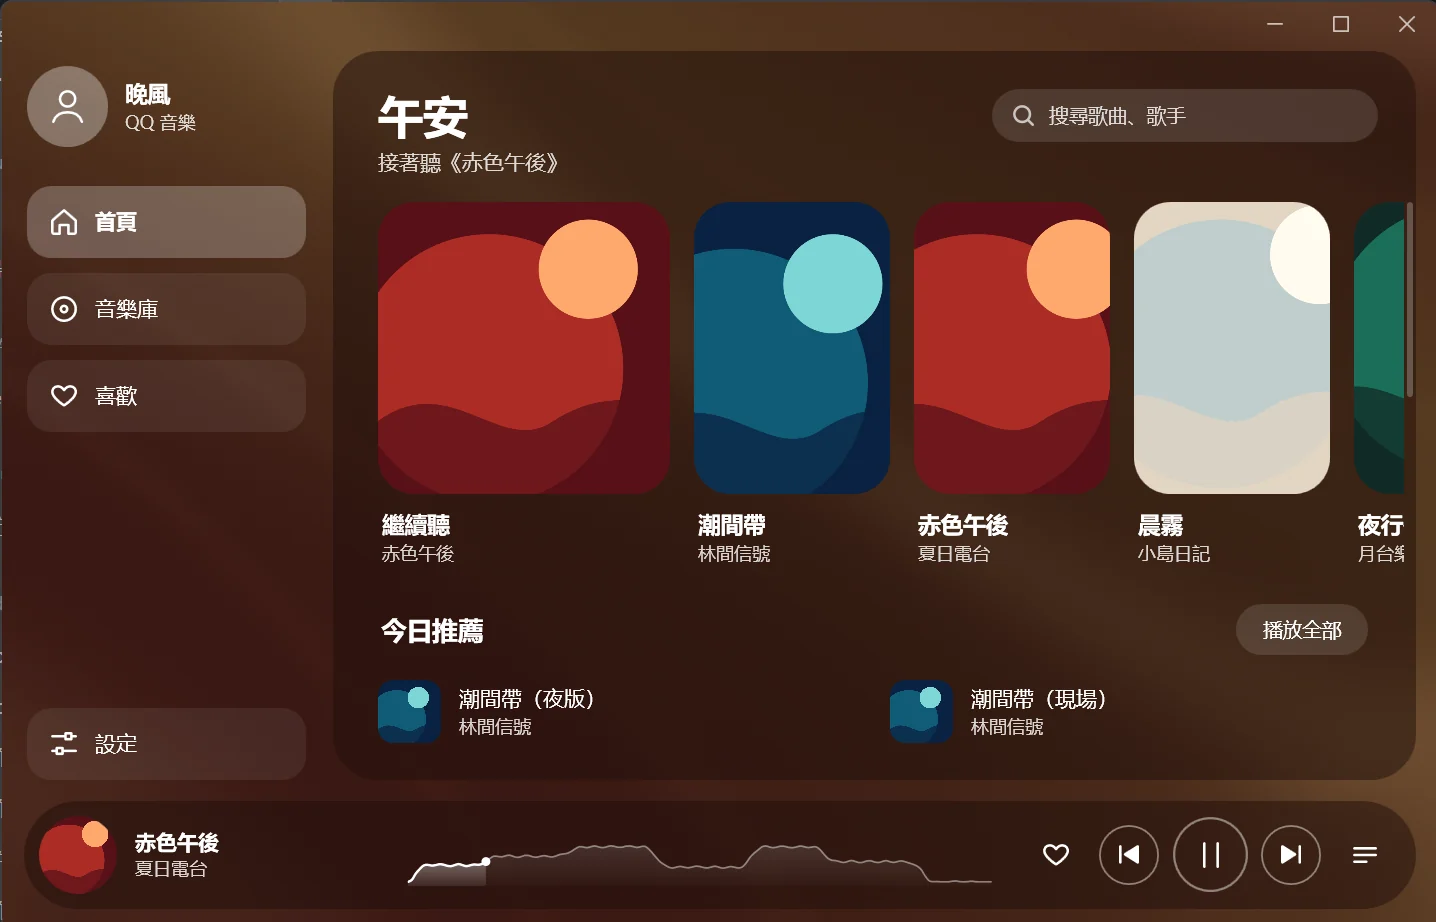 晚風
QQ 音樂
首頁
音樂庫
喜歡
設定
午安
接著聽《赤色午後》
搜尋歌曲、歌手
繼續聽
赤色午後
潮間帶
林間信號
赤色午後
夏日電台
晨霧
小島日記
夜行
月台
今日推薦
播放全部
潮間帶（夜版）
林間信號
潮間帶（現場）
林間信號
赤色午後
夏日電台